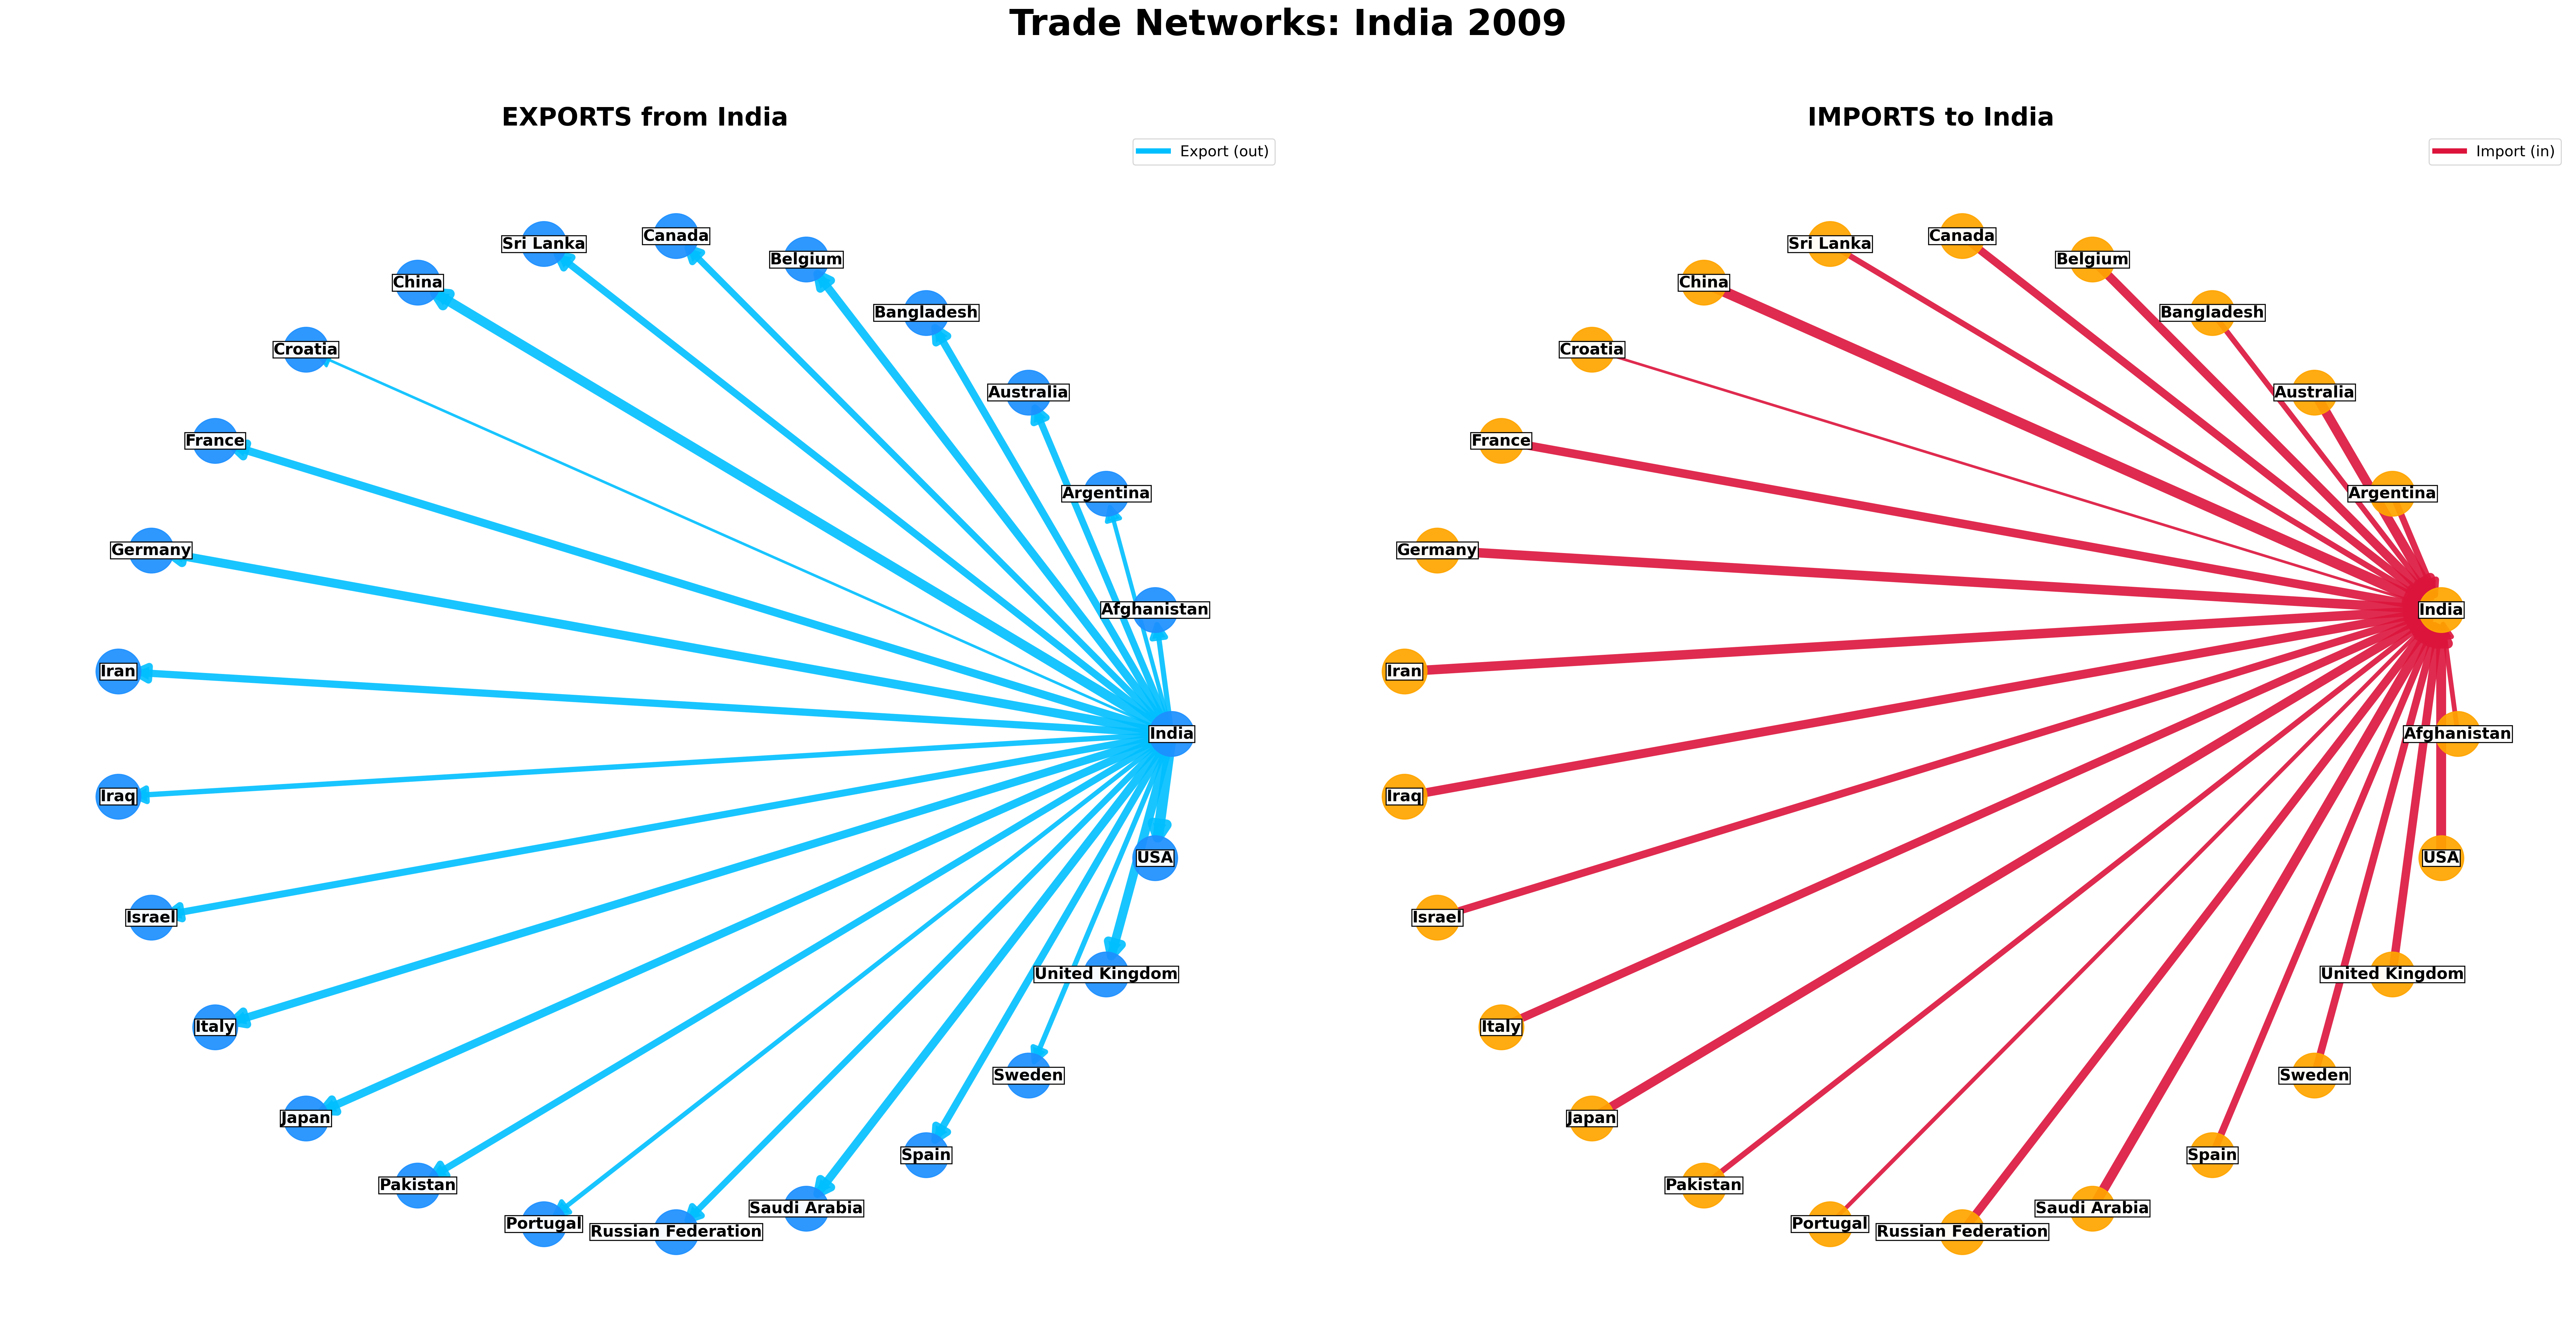 Trade Networks: India 2009
EXPORTS from India
Export (out)
Sri Lanka
Canada
Belgium
China
Bangladesh
Croatia
Australia
France
Argentina
Germany
Afghanistan
Iran
India
Iraq
USA
Israel
United Kingdom
Italy
Sweden
Japan
Spain
Pakistan
Saudi Arabia
Portugal
Russian Federation
IMPORTS to India
Import (in)
Sri Lanka
Canada
Belgium
China
Bangladesh
Croatia
Australia
France
Argentina
Germany
India
Iran
Afghanistan
Iraq
USA
Israel
United Kingdom
Italy
Sweden
Japan
Spain
Pakistan
Saudi Arabia
Portugal
Russian Federation